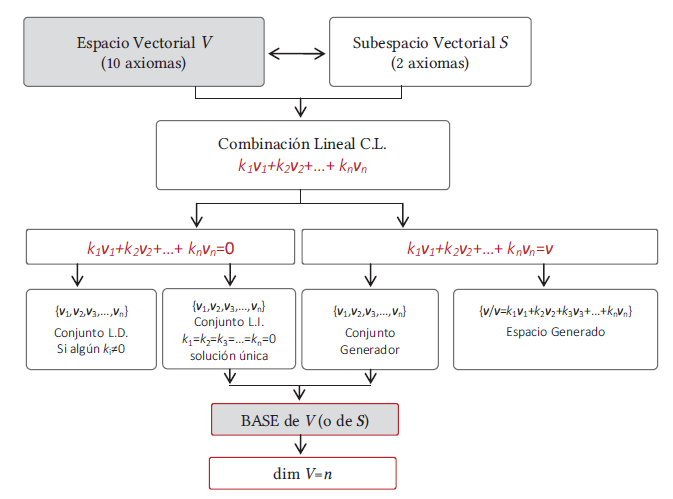 Espacio Vectorial V
(10 axiomas)
Subespacio Vectorial S
(2 axiomas)
Combinación Lineal C.L.
k₁v₁+k₂v₂+...+ kₙvₙ
k₁v₁+k₂v₂+...+ kₙvₙ=0
k₁v₁+k₂v₂+...+ kₙvₙ=v
{v₁,v₂,v₃,...,vₙ}
Conjunto L.D.
Si algún kᵢ≠0
{v₁,v₂,v₃,...,vₙ}
Conjunto L.I.
k₁=k₂=k₃=...=kₙ=0
solución única
{v₁,v₂,v₃,...,vₙ}
Conjunto
Generador
{v/v=k₁v₁+k₂v₂+k₃v₃+...+kₙvₙ}
Espacio Generado
BASE de V (o de S)
dim V=n